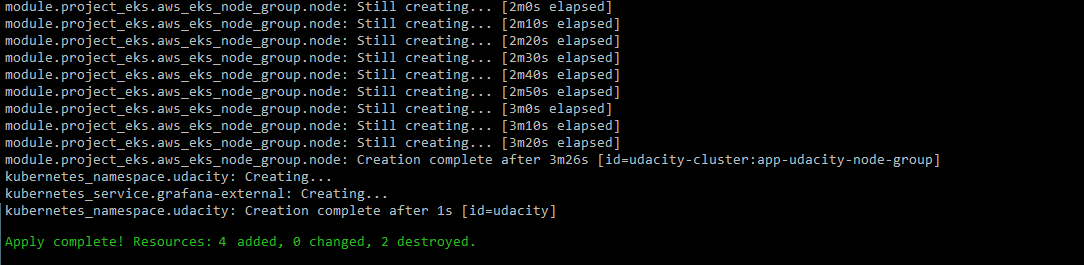 module.project_eks.aws_eks_node_group.node: Still creating... [2m0s elapsed]
module.project_eks.aws_eks_node_group.node: Still creating... [2m10s elapsed]
module.project_eks.aws_eks_node_group.node: Still creating... [2m20s elapsed]
module.project_eks.aws_eks_node_group.node: Still creating... [2m30s elapsed]
module.project_eks.aws_eks_node_group.node: Still creating... [2m40s elapsed]
module.project_eks.aws_eks_node_group.node: Still creating... [2m50s elapsed]
module.project_eks.aws_eks_node_group.node: Still creating... [3m0s elapsed]
module.project_eks.aws_eks_node_group.node: Still creating... [3m10s elapsed]
module.project_eks.aws_eks_node_group.node: Still creating... [3m20s elapsed]
module.project_eks.aws_eks_node_group.node: Creation complete after 3m26s [id=udacity-cluster:app-udacity-node-group]
kubernetes_namespace.udacity: Creating...
kubernetes_service.grafana-external: Creating...
kubernetes_namespace.udacity: Creation complete after 1s [id=udacity]
Apply complete! Resources: 4 added, 0 changed, 2 destroyed.